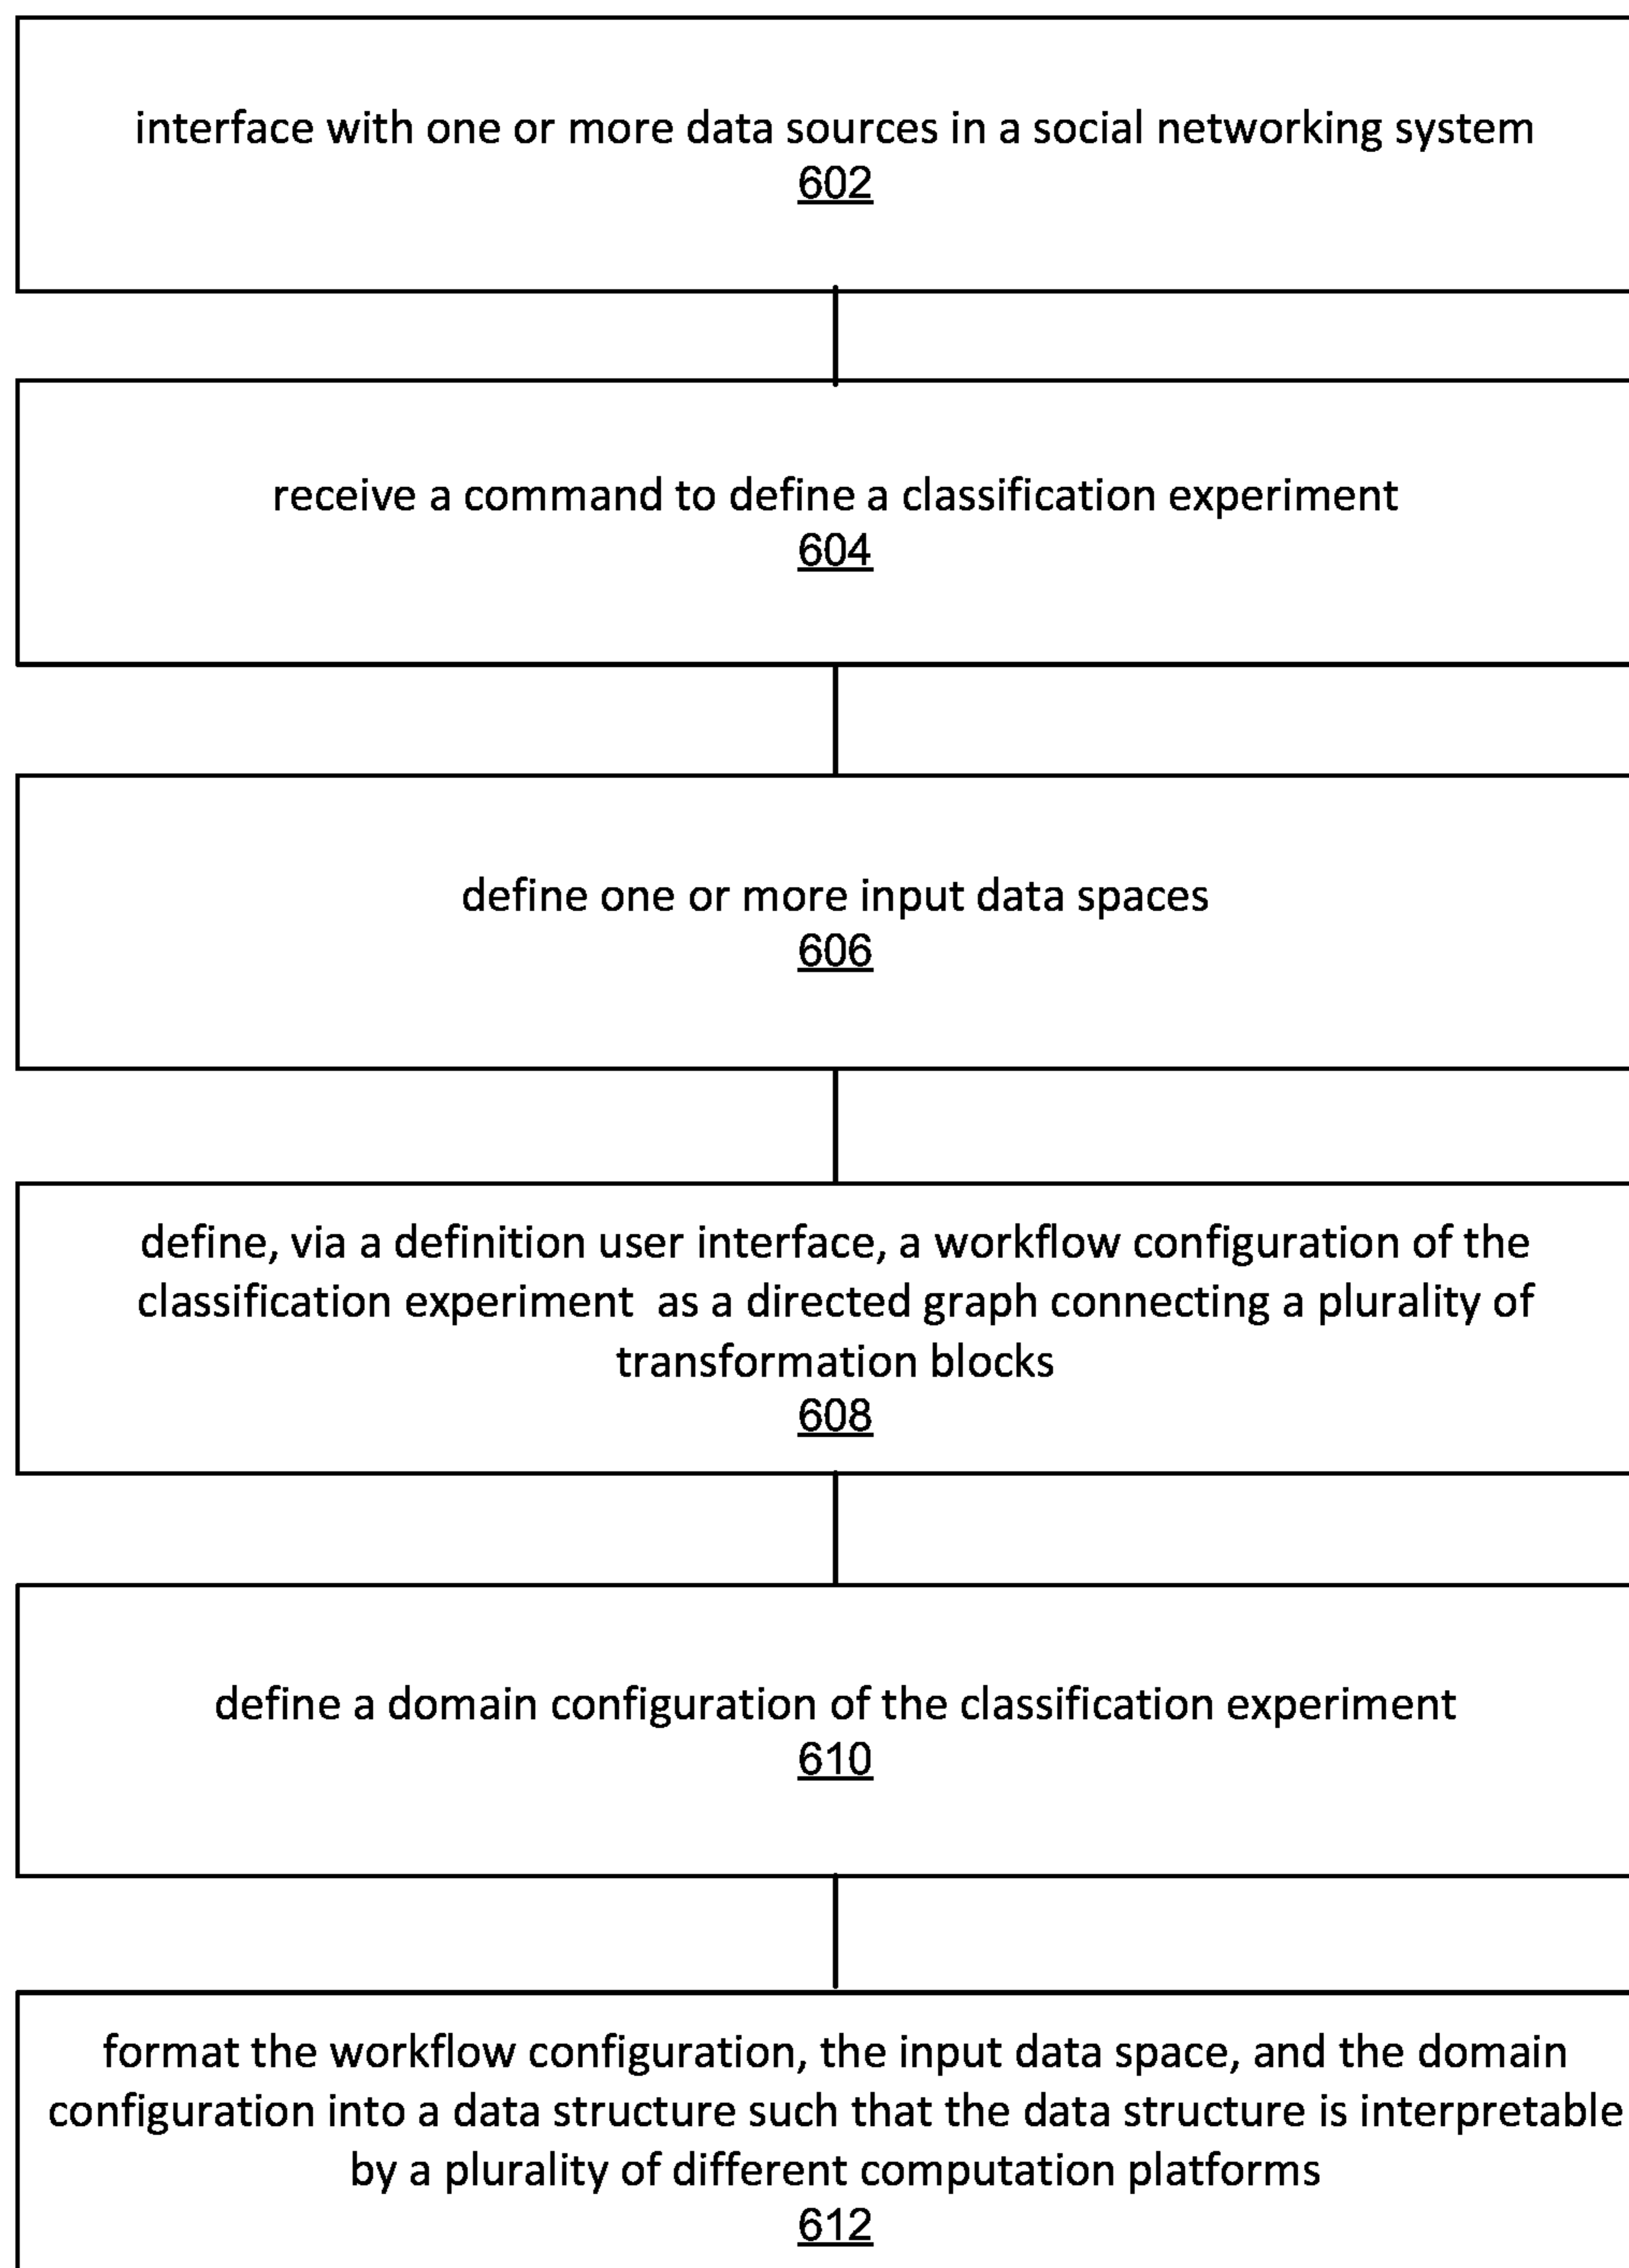 interface with one or more data sources in a social networking system
602
receive a command to define a classification experiment
604
define one or more input data spaces
606
define, via a definition user interface, a workflow configuration of the
classification experiment as a directed graph connecting a plurality of
transformation blocks
608
define a domain configuration of the classification experiment
610
format the workflow configuration, the input data space, and the domain
configuration into a data structure such that the data structure is interpretable
by a plurality of different computation platforms
612